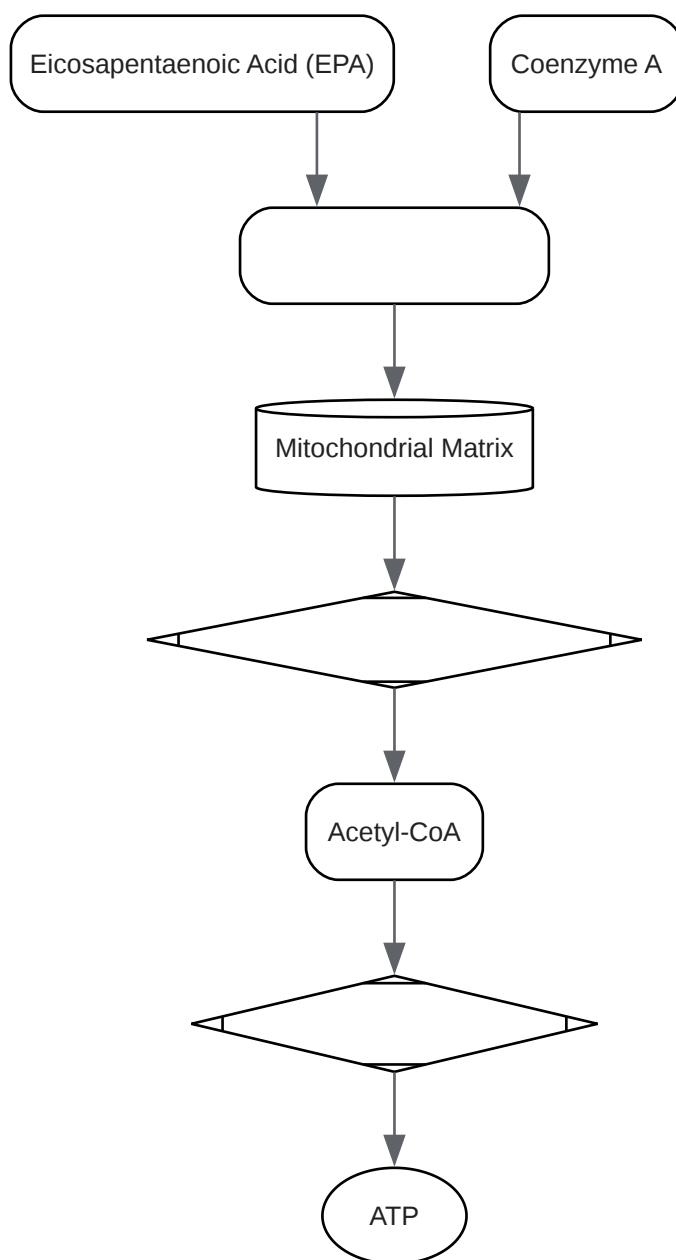 Eicosapentaenoic Acid (EPA)
Coenzyme A
Mitochondrial Matrix
Acetyl-CoA
ATP